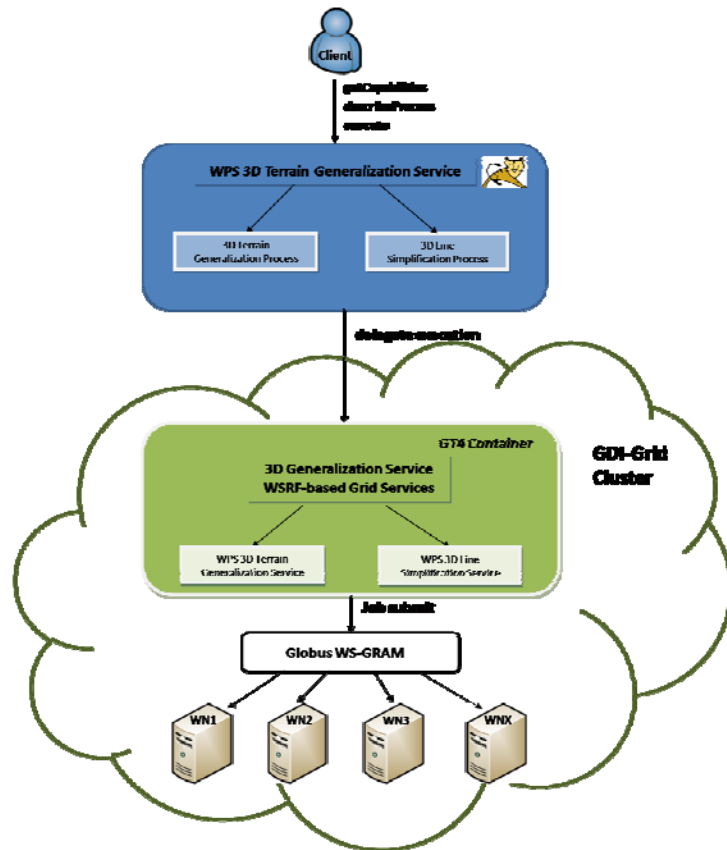 Client
getCapabilities
describeProcess
execute
WPS 3D Terrain Generalization Service
3D Terrain
Generalization Process
3D Line
Simplification Process
delegate execution
GT4 Container
GDI-Grid
Cluster
3D Generalization Service
WSRF-based Grid Services
WPS 3D Terrain
Generalization Service
WPS 3D Line
Simplification Service
Job submit
Globus WS-GRAM
WN1
WN2
WN3
WNX